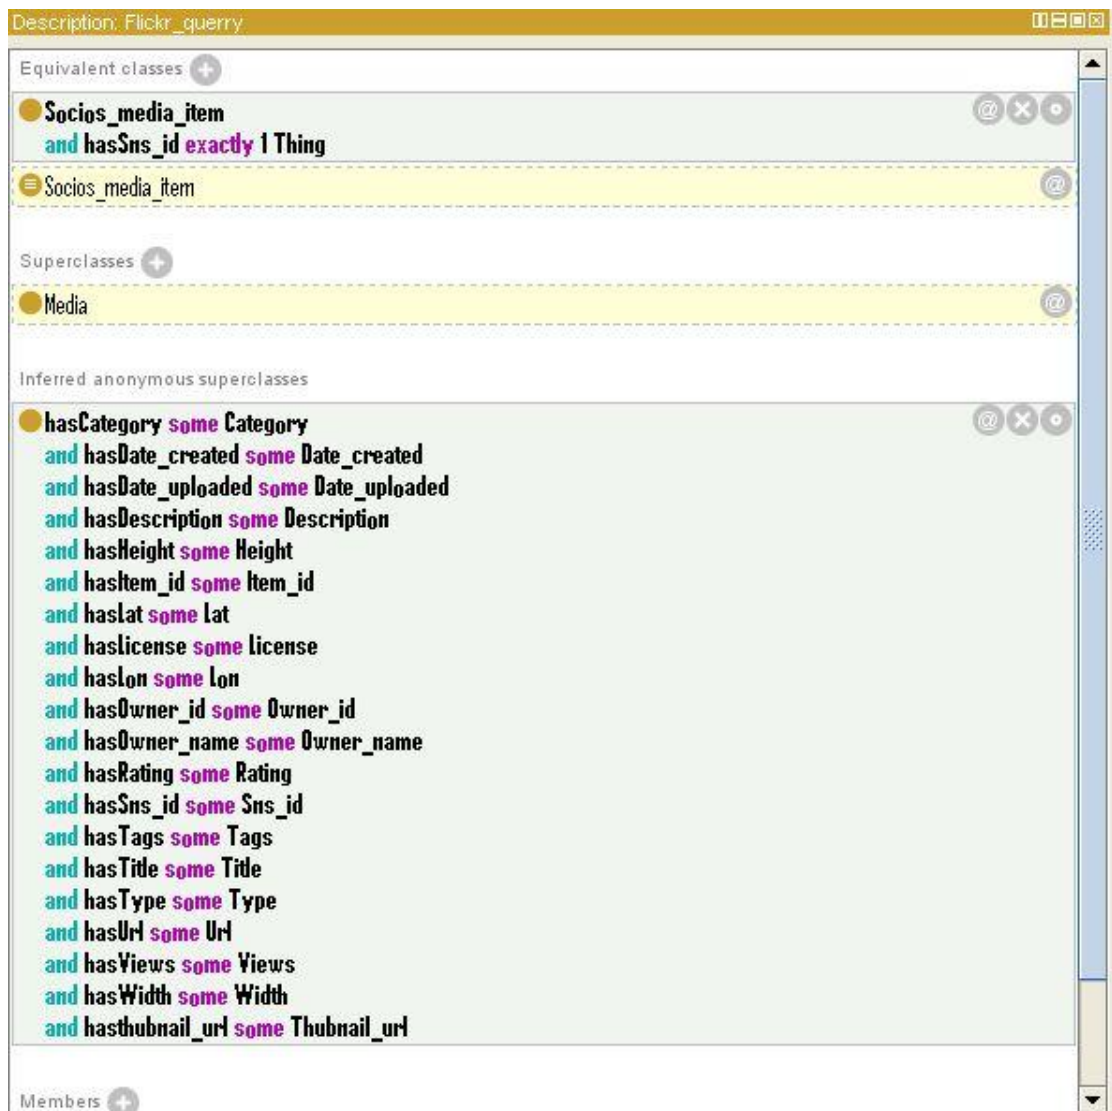 Description: Flickr_querry
Equivalent classes
Socios_media_item
and hasSns_id exactly 1 Thing
Socios_media_item
Superclasses
Media
Inferred anonymous superclasses
hasCategory some Category
and hasDate_created some Date_created
and hasDate_uploaded some Date_uploaded
and hasDescription some Description
and hasHeight some Height
and hasItem_id some Item_id
and hasLat some Lat
and hasLicense some License
and hasLon some Lon
and hasOwner_id some Owner_id
and hasOwner_name some Owner_name
and hasRating some Rating
and hasSns_id some Sns_id
and hasTags some Tags
and hasTitle some Title
and hasType some Type
and hasUrl some Url
and hasViews some Views
and hasWidth some Width
and hasthubnail_url some Thubnail_url
Members